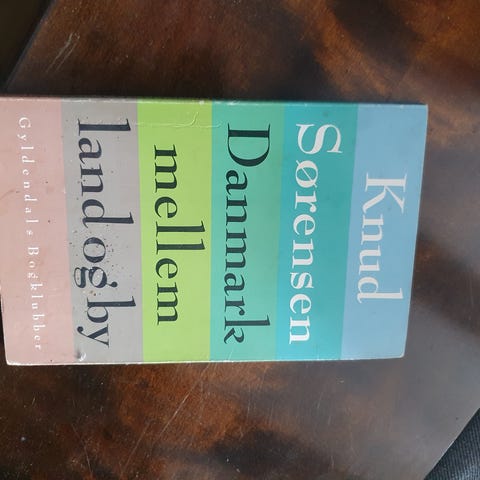 Knud
Sørensen
Danmark
mellem
land og by
Gyldendals Bogklubber